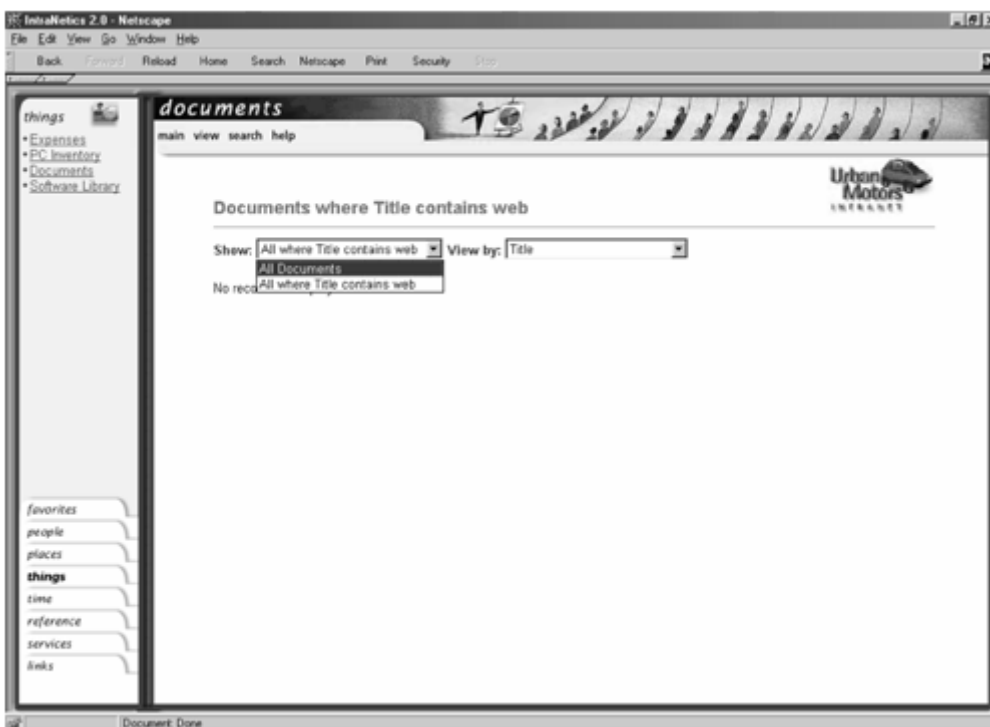 IntraNetics 2.0 - Netscape
File Edit View Go Window Help
Back Forward Reload Home Search Netscape Print Security Stop
things
• Expenses
• PC Inventory
• Documents
• Software Library
documents
main view search help
Urban Motors
INTRANET
Documents where Title contains web
Show: All where Title contains web View by: Title
All Documents
All where Title contains web
No reco
favorites
people
places
things
time
reference
services
links
Document: Done